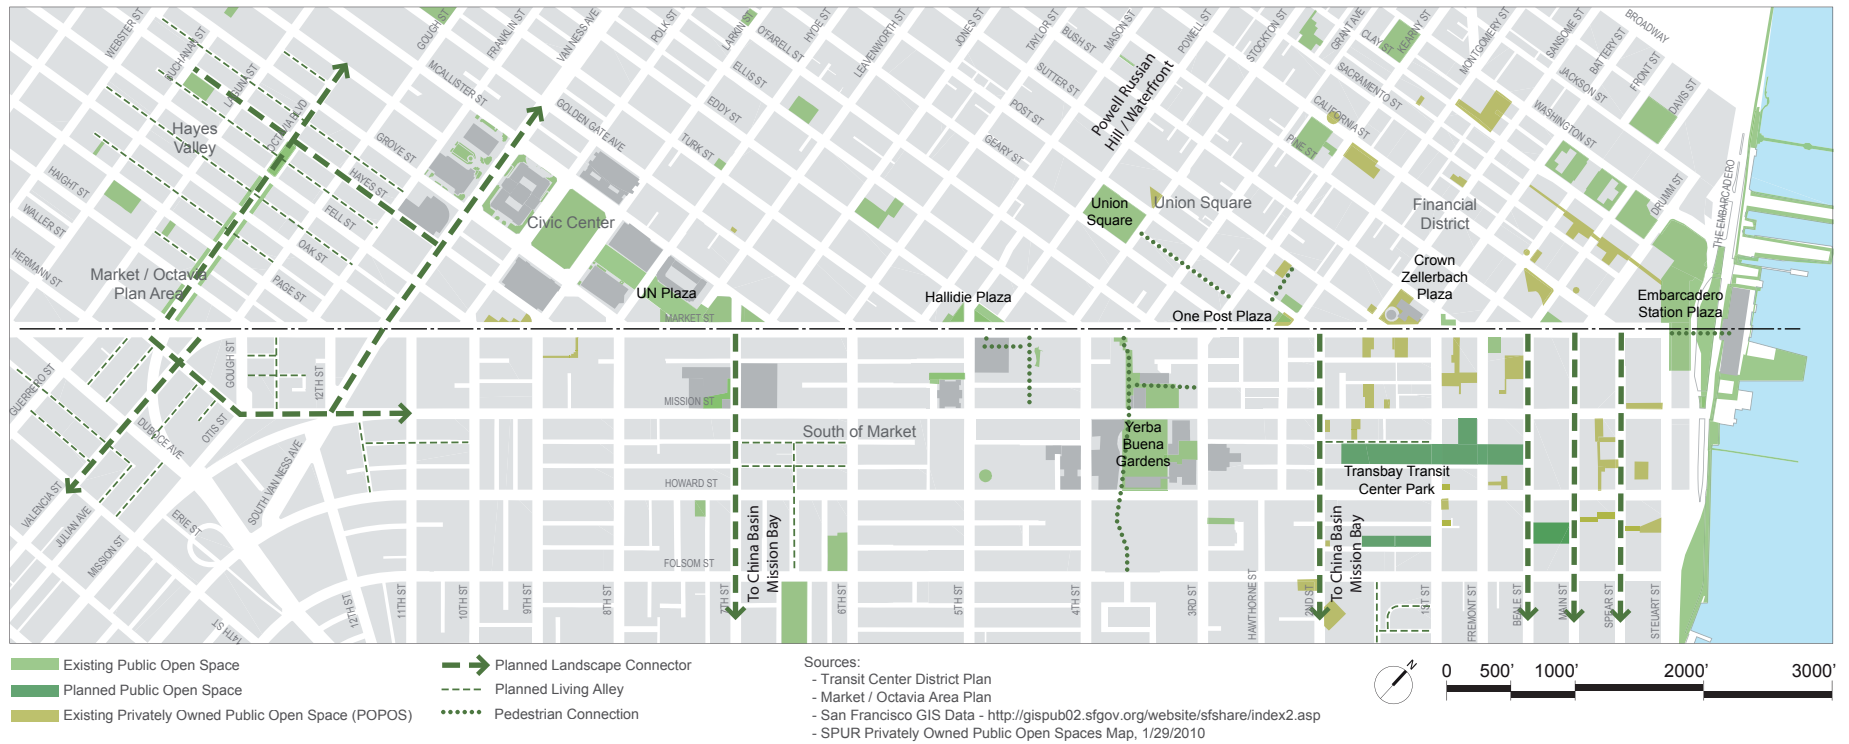 WEBSTER ST
BUCHANAN ST
LAGUNA ST
OCTAVIA BLVD
GOUGH ST
FRANKLIN ST
VAN NESS AVE
POLK ST
LARKIN ST
HYDE ST
LEAVENWORTH ST
JONES ST
TAYLOR ST
MASON ST
POWELL ST
STOCKTON ST
GRANT AVE
KEARNY ST
MONTGOMERY ST
SANSOME ST
BATTERY ST
FRONT ST
DAVIS ST
DRUMM ST
BROADWAY
THE EMBARCADERO
MCALLISTER ST
GOLDEN GATE AVE
TURK ST
EDDY ST
ELLIS ST
O'FARELL ST
GEARY ST
POST ST
SUTTER ST
BUSH ST
PINE ST
CALIFORNIA ST
SACRAMENTO ST
CLAY ST
WASHINGTON ST
JACKSON ST
GROVE ST
HAYES ST
FELL ST
OAK ST
PAGE ST
HAIGHT ST
WALLER ST
HERMANN ST
Hayes
Valley
Market / Octavia
Plan Area
Civic Center
UN Plaza
MARKET ST
Hallidie Plaza
Powell Russian
Hill / Waterfront
Union
Square
Union Square
One Post Plaza
Financial
District
Crown
Zellerbach
Plaza
Embarcadero
Station Plaza
GUERRERO ST
VALENCIA ST
JULIAN AVE
MISSION ST
DUBOCE AVE
OTIS ST
ERIE ST
SOUTH VAN NESS AVE
GOUGH ST
12TH ST
14TH ST
12TH ST
11TH ST
10TH ST
9TH ST
8TH ST
7TH ST
6TH ST
5TH ST
4TH ST
3RD ST
HAWTHORNE ST
2ND ST
1ST ST
FREMONT ST
BEALE ST
MAIN ST
SPEAR ST
STEUART ST
MISSION ST
HOWARD ST
FOLSOM ST
South of Market
Yerba
Buena
Gardens
Transbay Transit
Center Park
To China Basin
Mission Bay
To China Basin
Mission Bay
Existing Public Open Space
Planned Public Open Space
Existing Privately Owned Public Open Space (POPOS)
Planned Landscape Connector
Planned Living Alley
Pedestrian Connection
Sources:
- Transit Center District Plan
- Market / Octavia Area Plan
- San Francisco GIS Data - http://gispub02.sfgov.org/website/sfshare/index2.asp
- SPUR Privately Owned Public Open Spaces Map, 1/29/2010
N
0 500' 1000' 2000' 3000'